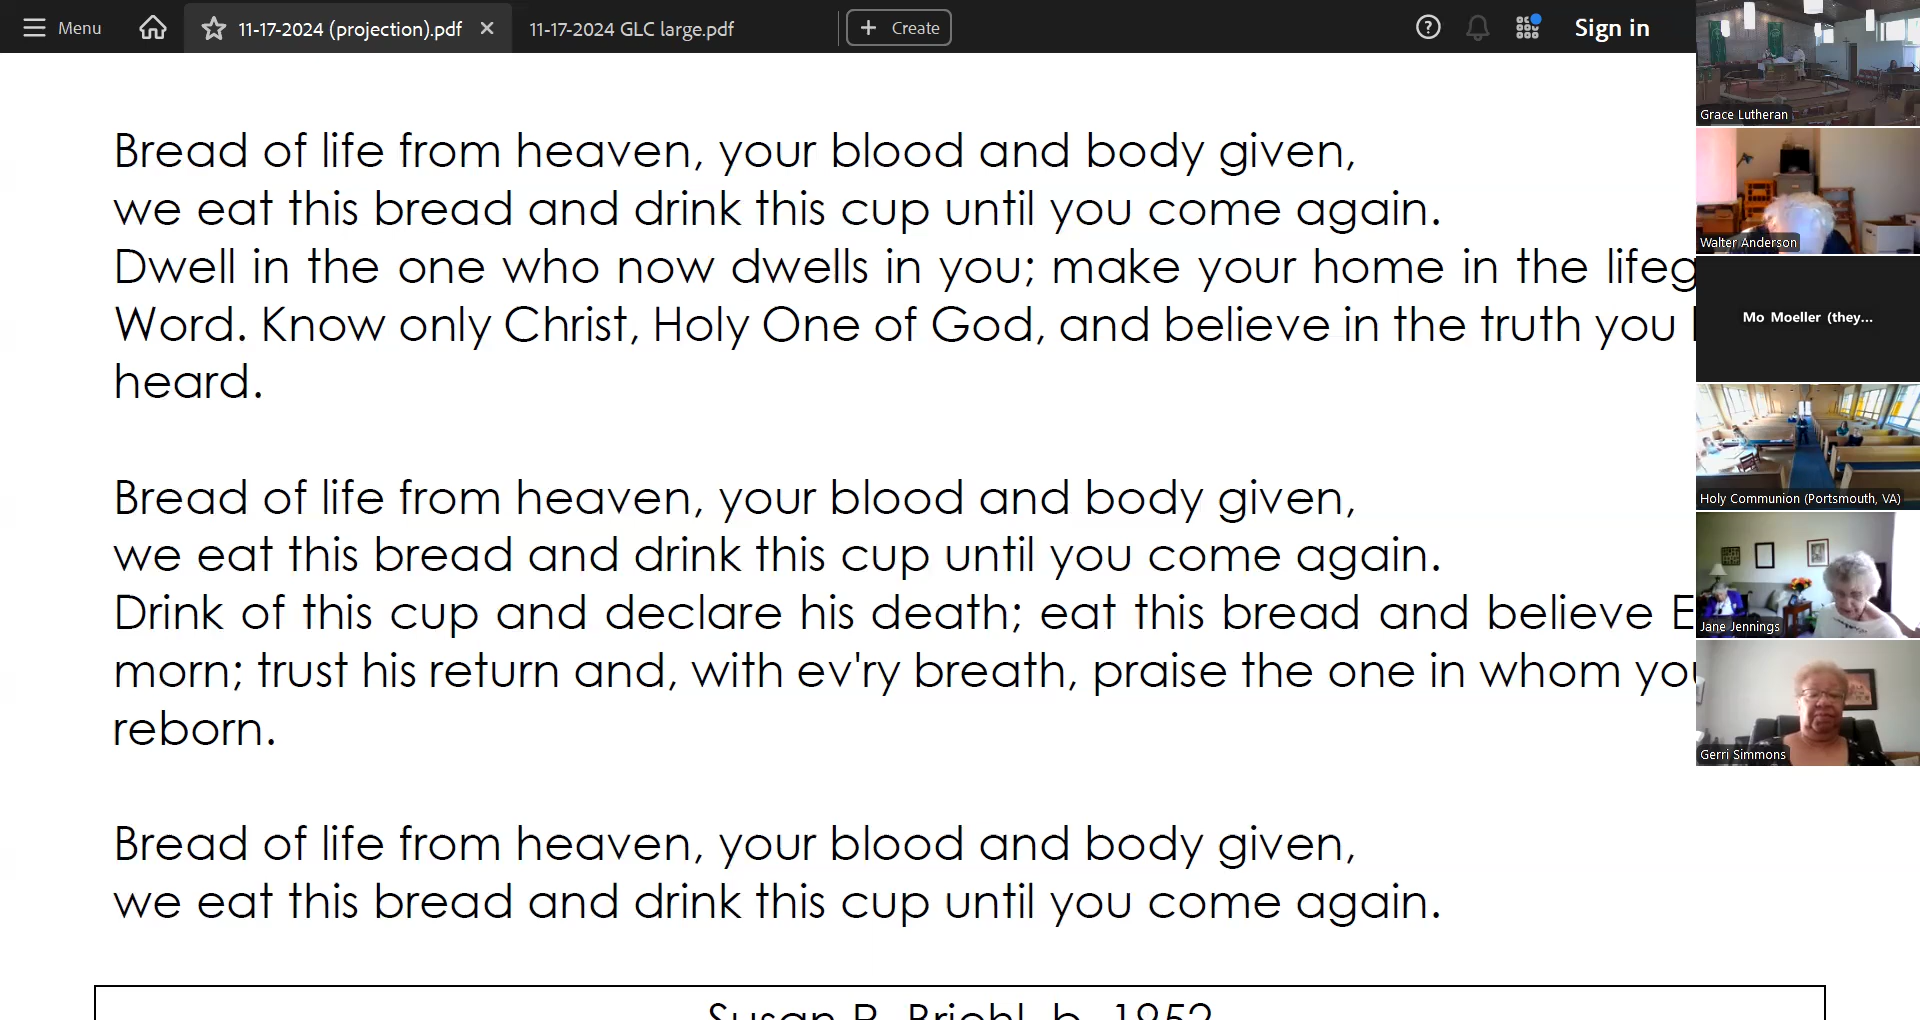 Menu
11-17-2024 (projection).pdf
11-17-2024 GLC large.pdf
Create
Sign in
Bread of life from heaven, your blood and body given,
we eat this bread and drink this cup until you come again.
Dwell in the one who now dwells in you; make your home in the lifeg
Word. Know only Christ, Holy One of God, and believe in the truth you
heard.
Bread of life from heaven, your blood and body given,
we eat this bread and drink this cup until you come again.
Drink of this cup and declare his death; eat this bread and believe E
morn; trust his return and, with ev'ry breath, praise the one in whom you
reborn.
Bread of life from heaven, your blood and body given,
we eat this bread and drink this cup until you come again.
Susan R. Briehl, b. 1952
Grace Lutheran
Walter Anderson
Mo Moeller (they...
Holy Communion (Portsmouth, VA)
Jane Jennings
Gerri Simmons